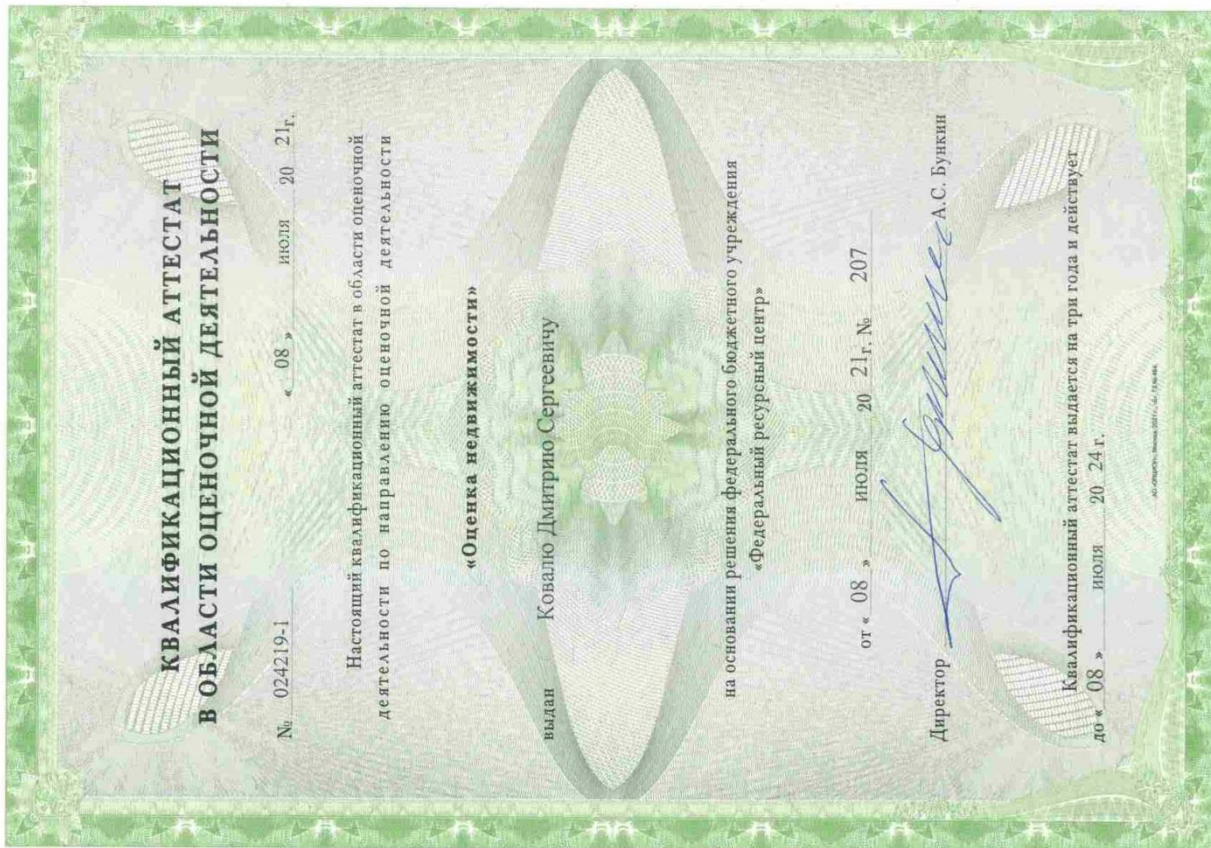 КВАЛИФИКАЦИОННЫЙ АТТЕСТАТ
В ОБЛАСТИ ОЦЕНОЧНОЙ ДЕЯТЕЛЬНОСТИ
№ 024219-1 « 08 » июля 20 21г.
Настоящий квалификационный аттестат в области оценочной
деятельности по направлению оценочной деятельности
«Оценка недвижимости»
выдан Ковалю Дмитрию Сергеевичу
на основании решения федерального бюджетного учреждения
«Федеральный ресурсный центр»
от « 08 » июля 20 21г. № 207
Директор А.С. Бункин
Квалификационный аттестат выдается на три года и действует
до « 08 » июля 20 24 г.